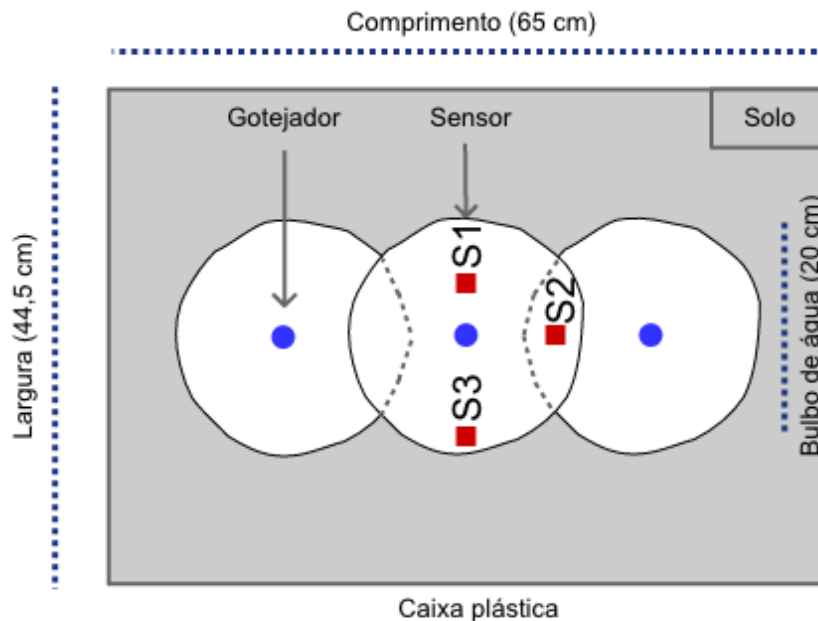 Comprimento (65 cm)
Gotejador
Sensor
Solo
Largura (44,5 cm)
S1
S2
S3
Bulbo de água (20 cm)
Caixa plástica